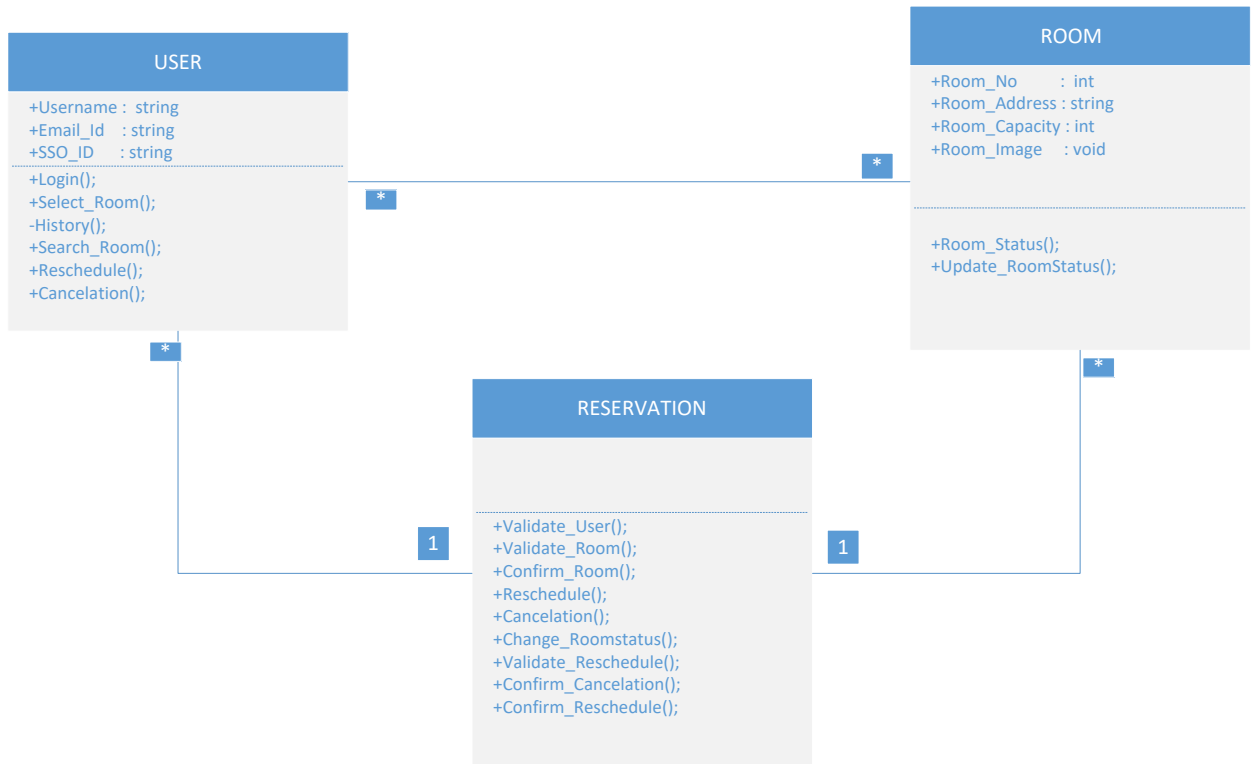 USER
+Username : string
+Email_Id : string
+SSO_ID : string
+Login();
+Select_Room();
-History();
+Search_Room();
+Reschedule();
+Cancelation();
*
*
ROOM
+Room_No : int
+Room_Address : string
+Room_Capacity : int
+Room_Image : void
+Room_Status();
+Update_RoomStatus();
*
*
RESERVATION
+Validate_User();
+Validate_Room();
+Confirm_Room();
+Reschedule();
+Cancelation();
+Change_Roomstatus();
+Validate_Reschedule();
+Confirm_Cancelation();
+Confirm_Reschedule();
1
1